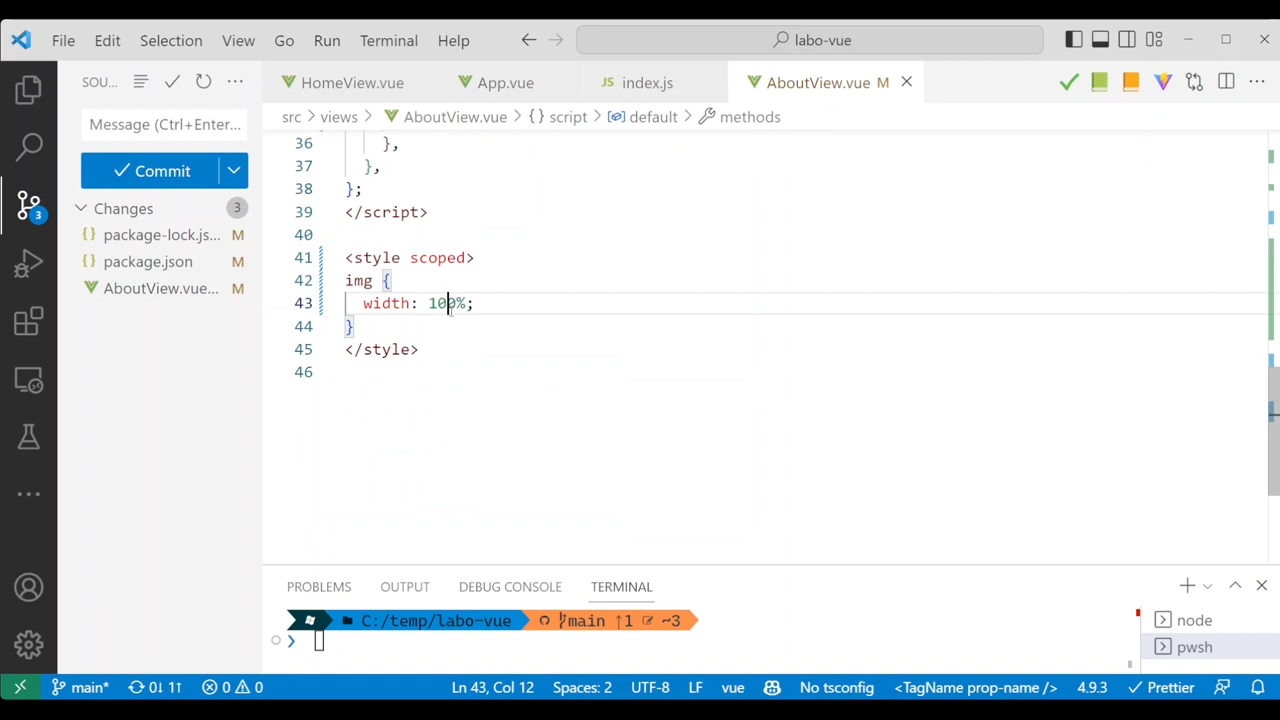 File Edit Selection View Go Run Terminal Help labo-vue
SOU...
HomeView.vue App.vue JS index.js AboutView.vue M
Message (Ctrl+Enter...
src > views > AboutView.vue > {} script > default > methods
Commit
Changes 3
{} package-lock.js... M
{} package.json M
AboutView.vue... M
3
36 },
37 },
38 };
39 </script>
40
41 <style scoped>
42 img {
43 width: 100%;
44 }
45 </style>
46
PROBLEMS OUTPUT DEBUG CONSOLE TERMINAL
C:/temp/labo-vue main ↑1 ~3
❯
node
pwsh
main* 0↓ 1↑ 0 0 Ln 43, Col 12 Spaces: 2 UTF-8 LF vue No tsconfig <TagName prop-name /> 4.9.3 Prettier